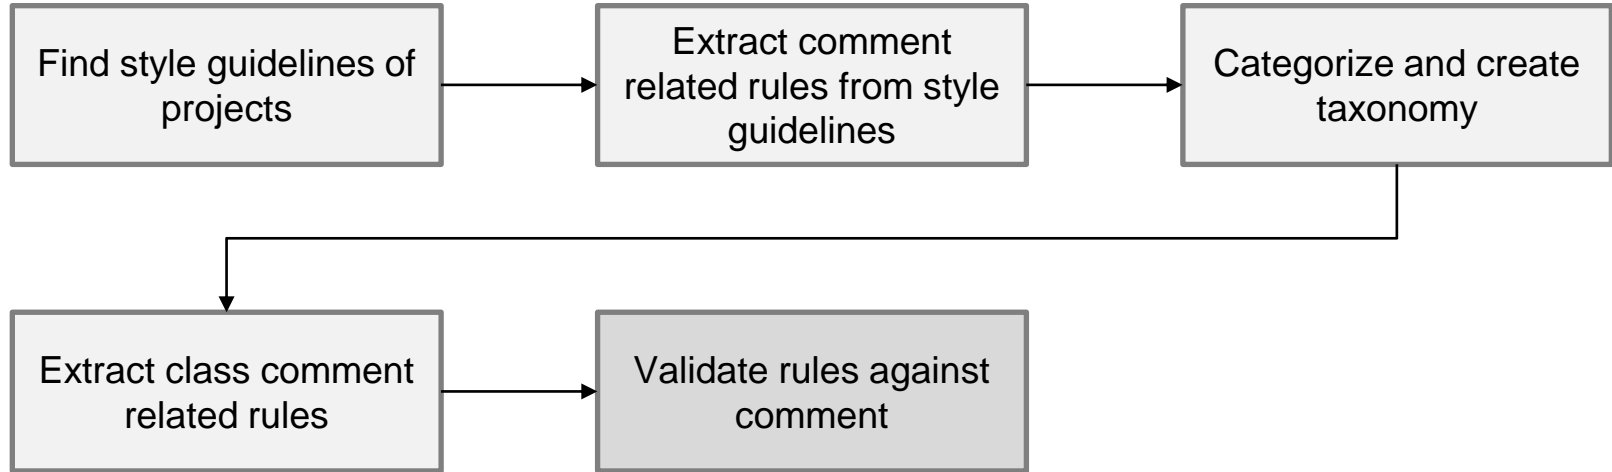 Find style guidelines of
projects
Extract comment
related rules from style
guidelines
Categorize and create
taxonomy
Extract class comment
related rules
Validate rules against
comment